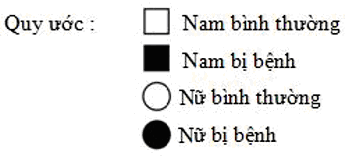 Quy ước : Nam bình thường
Nam bị bệnh
Nữ bình thường
Nữ bị bệnh